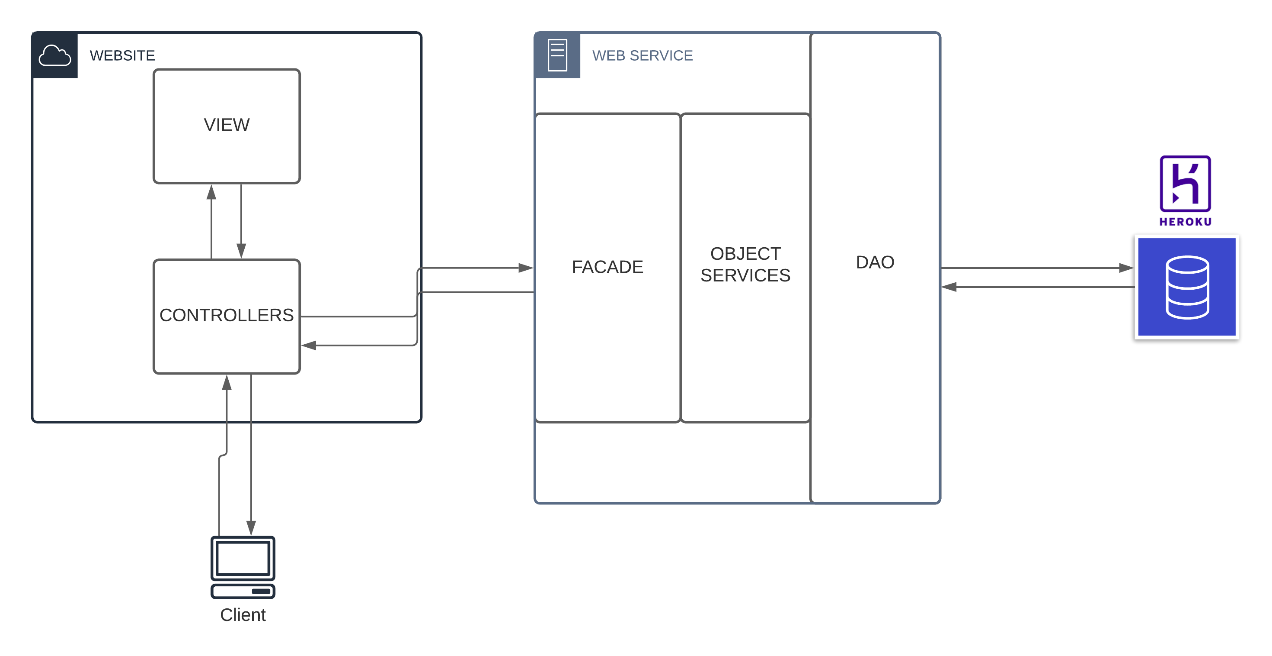 WEBSITE
VIEW
CONTROLLERS
Client
WEB SERVICE
FACADE
OBJECT
SERVICES
DAO
HEROKU